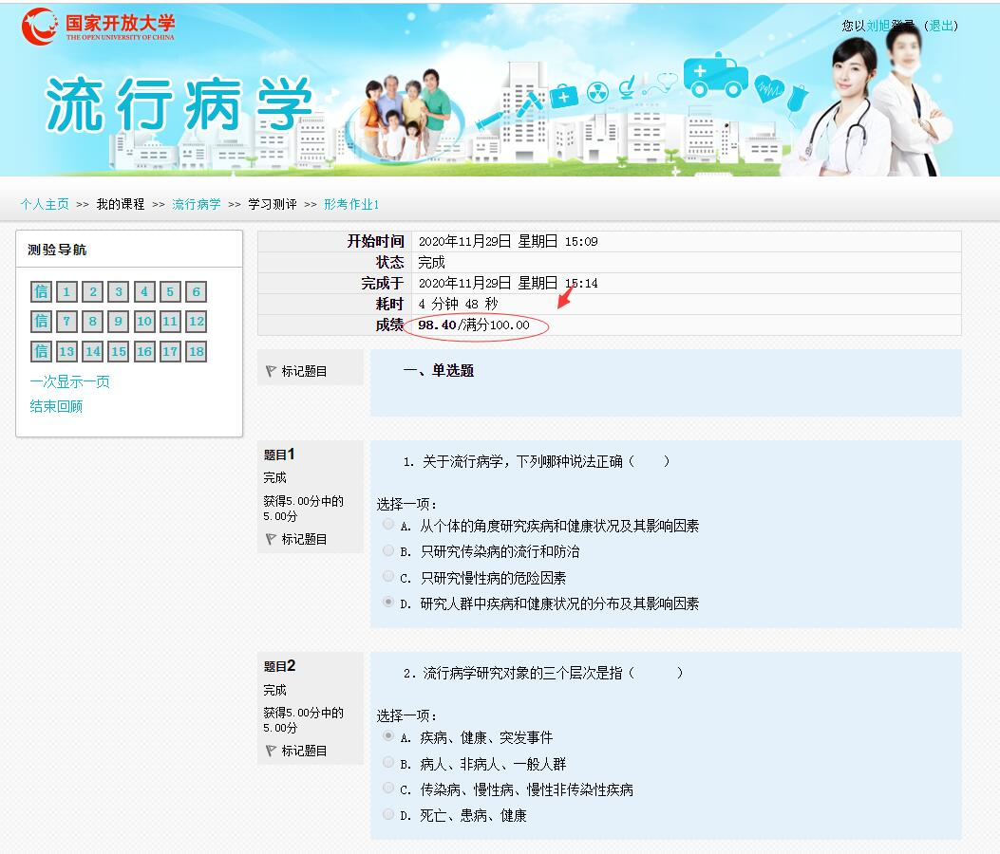 国家开放大学
THE OPEN UNIVERSITY OF CHINA
您以刘旭登录 (退出)
流行病学
个人主页 >> 我的课程 >> 流行病学 >> 学习测评 >> 形考作业1
测验导航
信 1 2 3 4 5 6
信 7 8 9 10 11 12
信 13 14 15 16 17 18
一次显示一页
结束回顾
开始时间 2020年11月29日 星期日 15:09
状态 完成
完成于 2020年11月29日 星期日 15:14
耗时 4 分钟 48 秒
成绩 98.40/满分100.00
标记题目
一、单选题
题目1
完成
获得5.00分中的
5.00分
标记题目
1. 关于流行病学，下列哪种说法正确（ ）
选择一项：
A. 从个体的角度研究疾病和健康状况及其影响因素
B. 只研究传染病的流行和防治
C. 只研究慢性病的危险因素
D. 研究人群中疾病和健康状况的分布及其影响因素
题目2
完成
获得5.00分中的
5.00分
标记题目
2．流行病学研究对象的三个层次是指（ ）
选择一项：
A. 疾病、健康、突发事件
B. 病人、非病人、一般人群
C. 传染病、慢性病、慢性非传染性疾病
D. 死亡、患病、健康